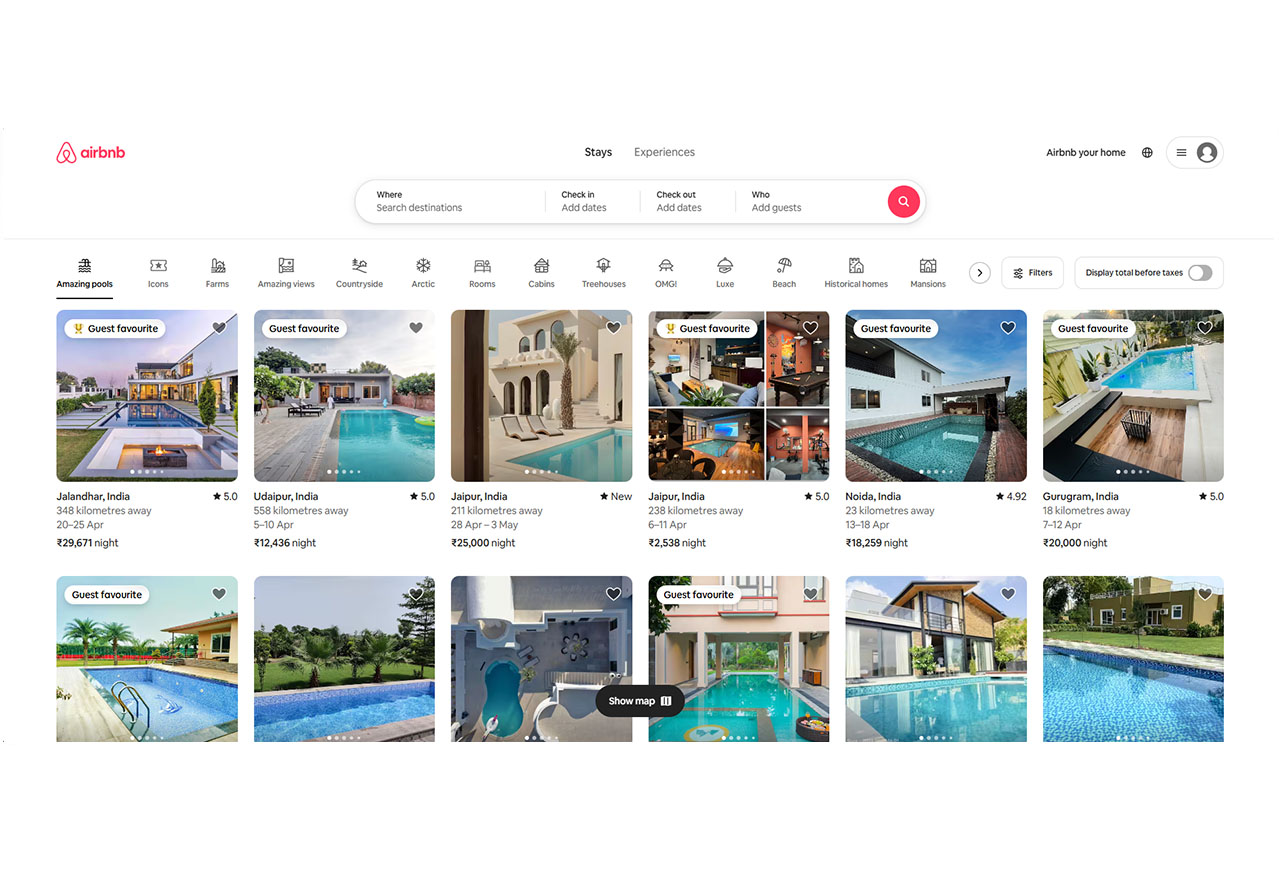 airbnb
Stays Experiences
Airbnb your home
Where Check in Check out Who
Search destinations Add dates Add dates Add guests
Amazing pools Icons Farms Amazing views Countryside Arctic Rooms Cabins Treehouses OMG! Luxe Beach Historical homes Mansions
Filters
Display total before taxes
Guest favourite
Guest favourite
Guest favourite
Guest favourite
Guest favourite
Jalandhar, India 5.0
348 kilometres away
20–25 Apr
₹29,671 night
Udaipur, India 5.0
558 kilometres away
5–10 Apr
₹12,436 night
Jaipur, India New
211 kilometres away
28 Apr – 3 May
₹25,000 night
Jaipur, India 5.0
238 kilometres away
6–11 Apr
₹2,538 night
Noida, India 4.92
23 kilometres away
13–18 Apr
₹18,259 night
Gurugram, India 5.0
18 kilometres away
7–12 Apr
₹20,000 night
Guest favourite
Guest favourite
Show map